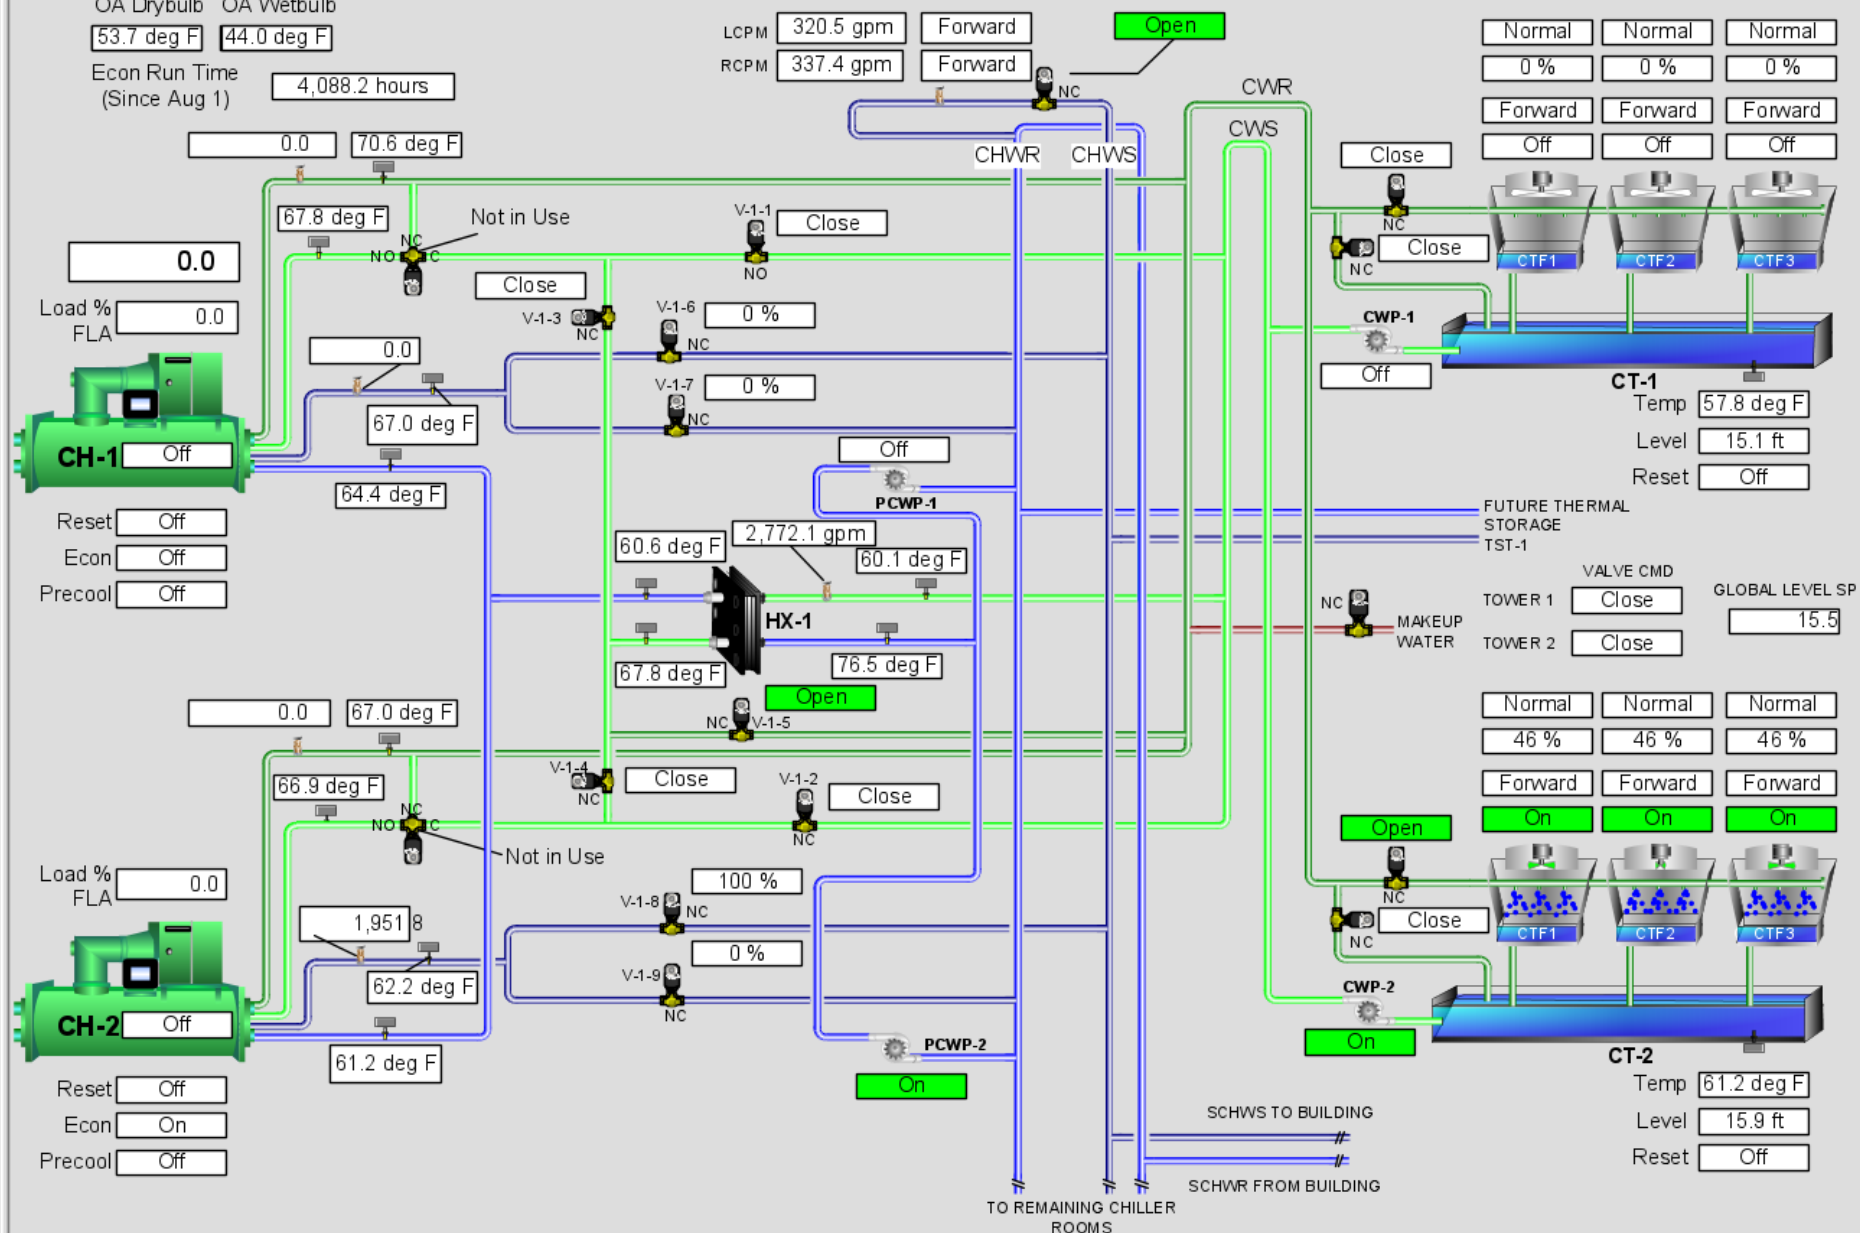 OA Drybulb OA Wetbulb
53.7 deg F 44.0 deg F
Econ Run Time
(Since Aug 1)
4,088.2 hours
LCPM 320.5 gpm Forward
RCPM 337.4 gpm Forward
Open
NC
CWR
CWS
CHWR CHWS
Normal Normal Normal
0 % 0 % 0 %
Forward Forward Forward
Off Off Off
Close
NC
Close
NC
CTF1 CTF2 CTF3
CWP-1
Off
CT-1
Temp 57.8 deg F
Level 15.1 ft
Reset Off
0.0 70.6 deg F
67.8 deg F
Not in Use
NC
NO C
V-1-1 Close
NO
0.0
Load %
FLA
0.0
Close
V-1-3
NC
V-1-6 0 %
NC
V-1-7 0 %
NC
0.0
67.0 deg F
CH-1 Off
64.4 deg F
Reset Off
Econ Off
Precool Off
Off
PCWP-1
60.6 deg F
2,772.1 gpm
60.1 deg F
HX-1
67.8 deg F
76.5 deg F
Open
NC V-1-5
FUTURE THERMAL
STORAGE
TST-1
VALVE CMD
TOWER 1 Close
TOWER 2 Close
GLOBAL LEVEL SP
15.5
NC
MAKEUP
WATER
0.0 67.0 deg F
66.9 deg F
NC
NO C
Not in Use
V-1-4 Close
NC
V-1-2 Close
NC
Load %
FLA
0.0
1,951.8
62.2 deg F
CH-2 Off
61.2 deg F
Reset Off
Econ On
Precool Off
100 %
V-1-8
NC
0 %
V-1-9
NC
PCWP-2
On
Normal Normal Normal
46 % 46 % 46 %
Forward Forward Forward
On On On
Open
NC
Close
NC
CTF1 CTF2 CTF3
CWP-2
On
CT-2
Temp 61.2 deg F
Level 15.9 ft
Reset Off
SCHWS TO BUILDING
SCHWR FROM BUILDING
TO REMAINING CHILLER
ROOMS